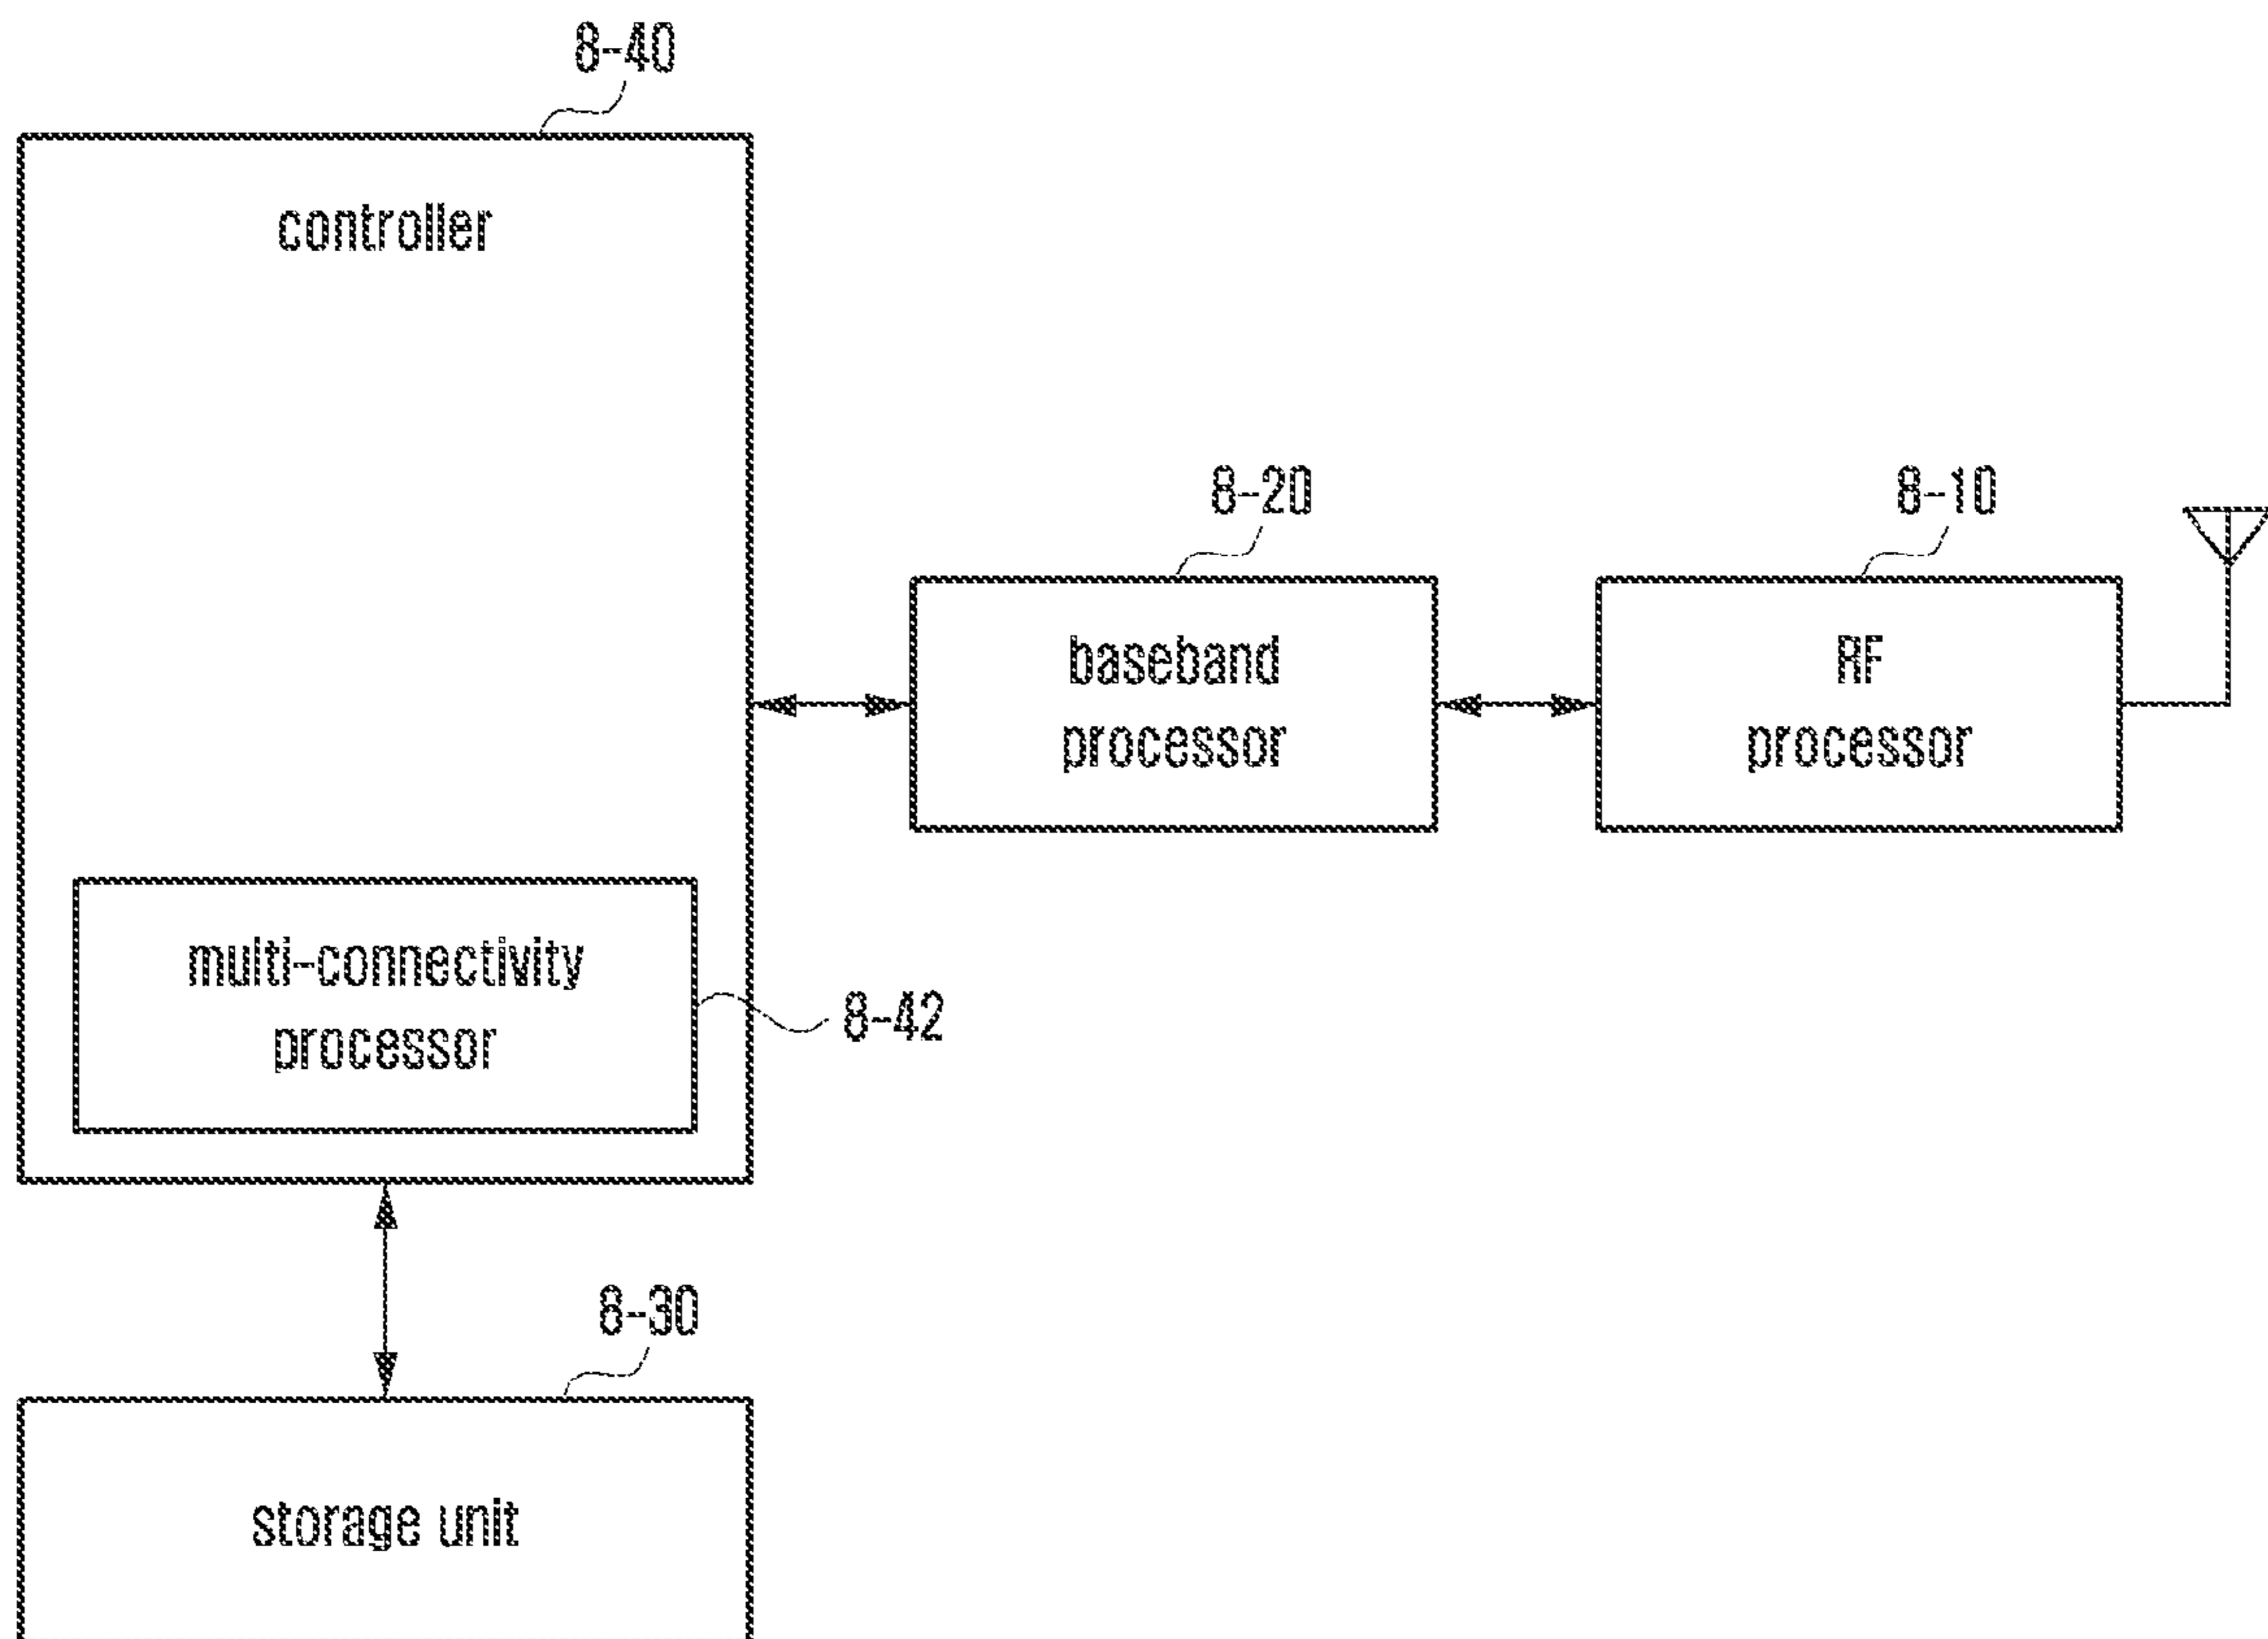 8-40
controller
8-20
8-10
baseband
processor
RF
processor
multi-connectivity
processor
8-42
8-30
storage unit